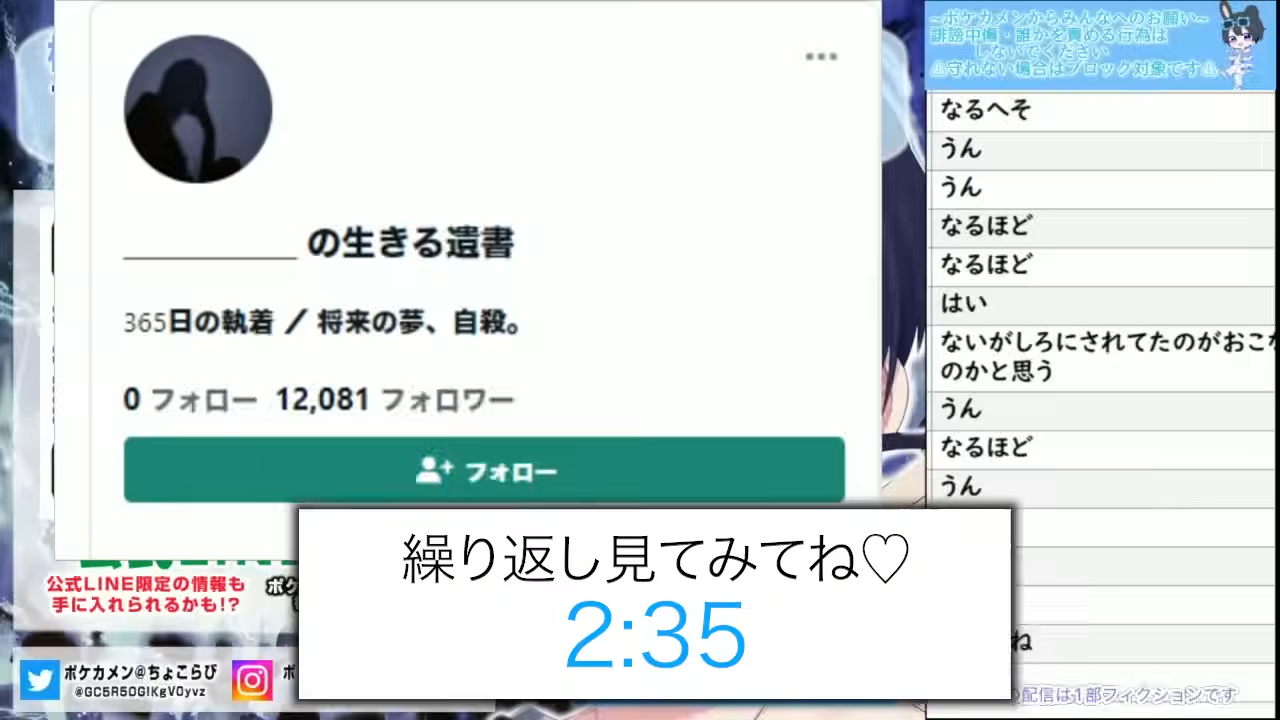 ~ポケカメンからみんなへのお願い~
誹謗中傷・誰かを責める行為は
しないでください
⚠守れない場合はブロック対象です⚠
なるへそ
うん
うん
なるほど
なるほど
はい
ないがしろにされてたのがおこ
のかと思う
うん
なるほど
うん
ね
配信は1部フィクションです
•••
__________ の生きる遺書
365日の執着 / 将来の夢、自殺。
0 フォロー 12,081 フォロワー
フォロー
繰り返し見てみてね♡
2:35
公式LINE限定の情報も
手に入れられるかも!?
ポケ
ポケカメン@ちょこらび
@GC5R5OGIKgV0yvz
ポ